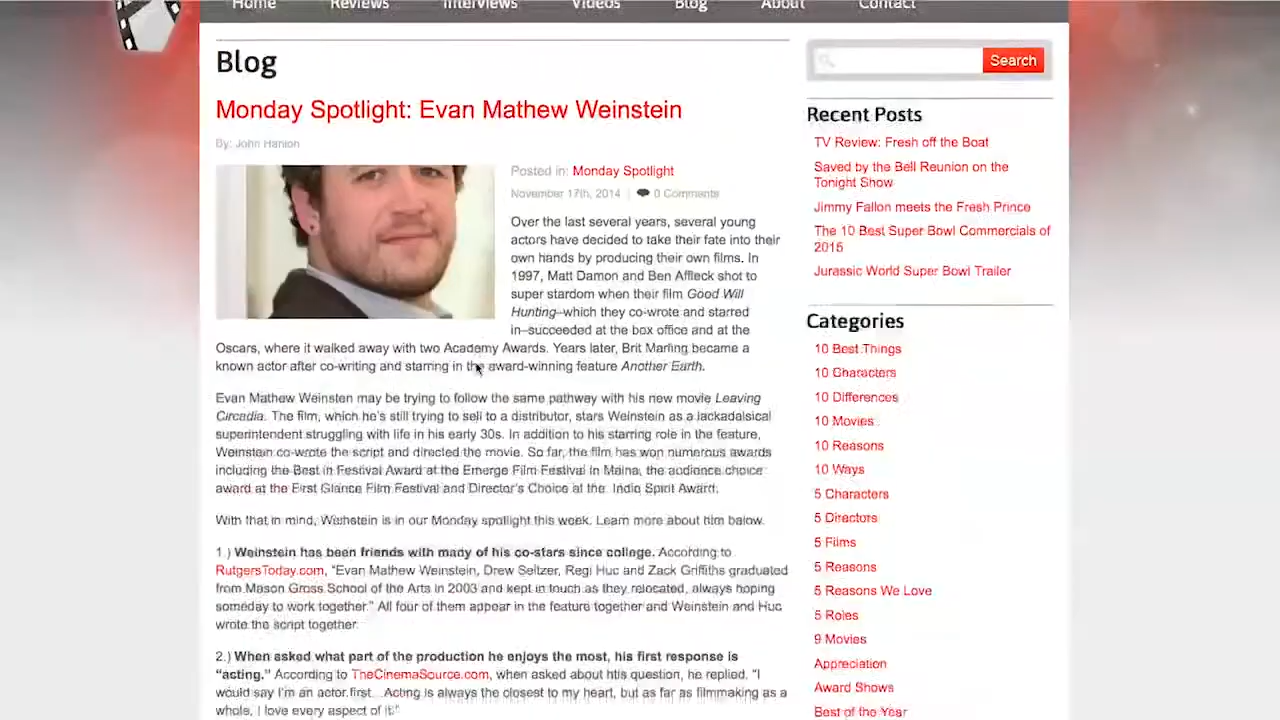 Home Reviews Interviews Videos Blog About Contact
Blog
Monday Spotlight: Evan Mathew Weinstein
By: John Hanlon
Posted in: Monday Spotlight
November 17th, 2014 | 0 Comments
Over the last several years, several young
actors have decided to take their fate into their
own hands by producing their own films. In
1997, Matt Damon and Ben Affleck shot to
super stardom when their film Good Will
Hunting–which they co-wrote and starred
in–succeeded at the box office and at the
Oscars, where it walked away with two Academy Awards. Years later, Brit Marling became a
known actor after co-writing and starring in the award-winning feature Another Earth.
Evan Mathew Weinsten may be trying to follow the same pathway with his new movie Leaving
Circadia. The film, which he's still trying to sell to a distributor, stars Weinstein as a lackadaisical
superintendent struggling with life in his early 30s. In addition to his starring role in the feature,
Weinstein co-wrote the script and directed the movie. So far, the film has won numerous awards
including the Best in Festival Award at the Emerge Film Festival in Maina, the audience choice
award at the First Glance Film Festival and Director's Choice at the Indie Spirit Award.
With that in mind, Weinstein is in our Monday spotlight this week. Learn more about him below.
1.) Weinstein has been friends with many of his co-stars since college. According to
RutgersToday.com, “Evan Mathew Weinstein, Drew Seltzer, Regi Huc and Zack Griffiths graduated
from Mason Gross School of the Arts in 2003 and kept in touch as they relocated, always hoping
someday to work together.” All four of them appear in the feature together and Weinstein and Huc
wrote the script together.
2.) When asked what part of the production he enjoys the most, his first response is
“acting.” According to TheCinemaSource.com, when asked about this question, he replied, “I
would say I'm an actor first... Acting is always the closest to my heart, but as far as filmmaking as a
whole, I love every aspect of it.”
Search
Recent Posts
TV Review: Fresh off the Boat
Saved by the Bell Reunion on the
Tonight Show
Jimmy Fallon meets the Fresh Prince
The 10 Best Super Bowl Commercials of
2015
Jurassic World Super Bowl Trailer
Categories
10 Best Things
10 Characters
10 Differences
10 Movies
10 Reasons
10 Ways
5 Characters
5 Directors
5 Films
5 Reasons
5 Reasons We Love
5 Roles
9 Movies
Appreciation
Award Shows
Best of the Year